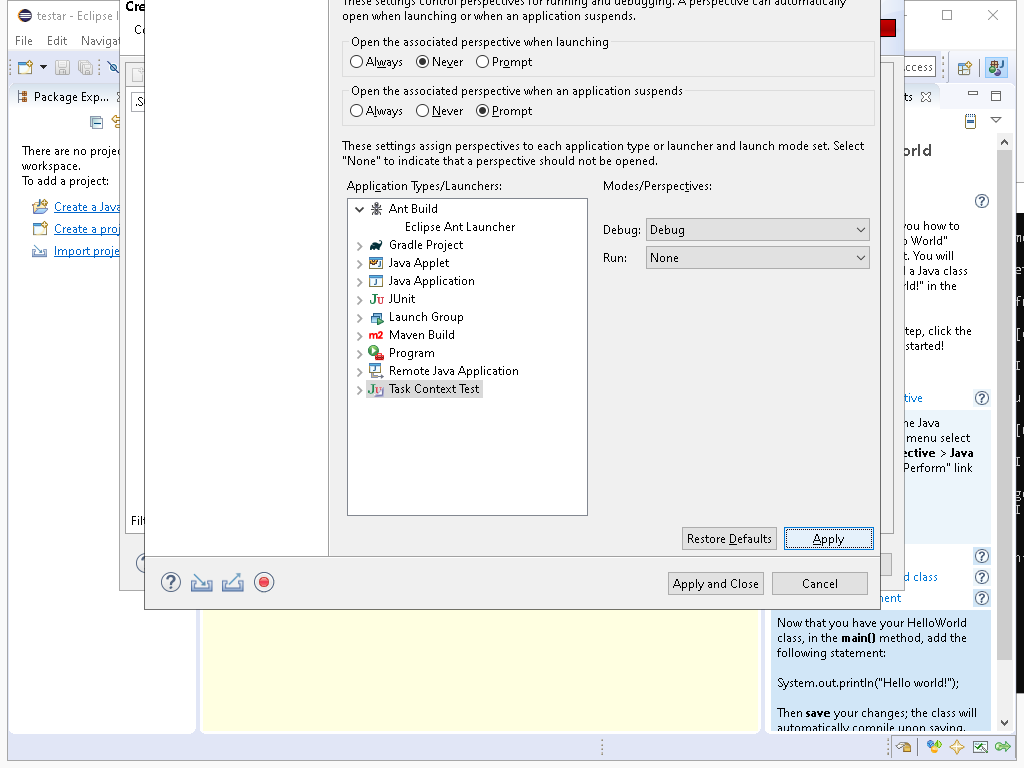 testar - Eclipse I
Cre
These settings control perspectives for running and debugging. A perspective can automatically
open when launching or when an application suspends.
File Edit Naviga
Open the associated perspective when launching
Always Never Prompt
ccess
Package Exp...
Open the associated perspective when an application suspends
Always Never Prompt
There are no proje
workspace.
To add a project:
Create a Java
Create a proj
Import proje
These settings assign perspectives to each application type or launcher and launch mode set. Select
"None" to indicate that a perspective should not be opened.
Application Types/Launchers:
Modes/Perspectives:
Ant Build
Eclipse Ant Launcher
Gradle Project
Java Applet
Java Application
JUnit
Launch Group
Maven Build
Program
Remote Java Application
Task Context Test
Debug: Debug
Run: None
Restore Defaults Apply
Filt
Apply and Close Cancel
orld
you how to
o World"
t. You will
d a Java class
ld!" in the
tep, click the
started!
tive
he Java
menu select
ective > Java
Perform" link
d class
ment
Now that you have your HelloWorld
class, in the main() method, add the
following statement:
System.out.println("Hello world!");
Then save your changes; the class will
automatically compile upon saving.